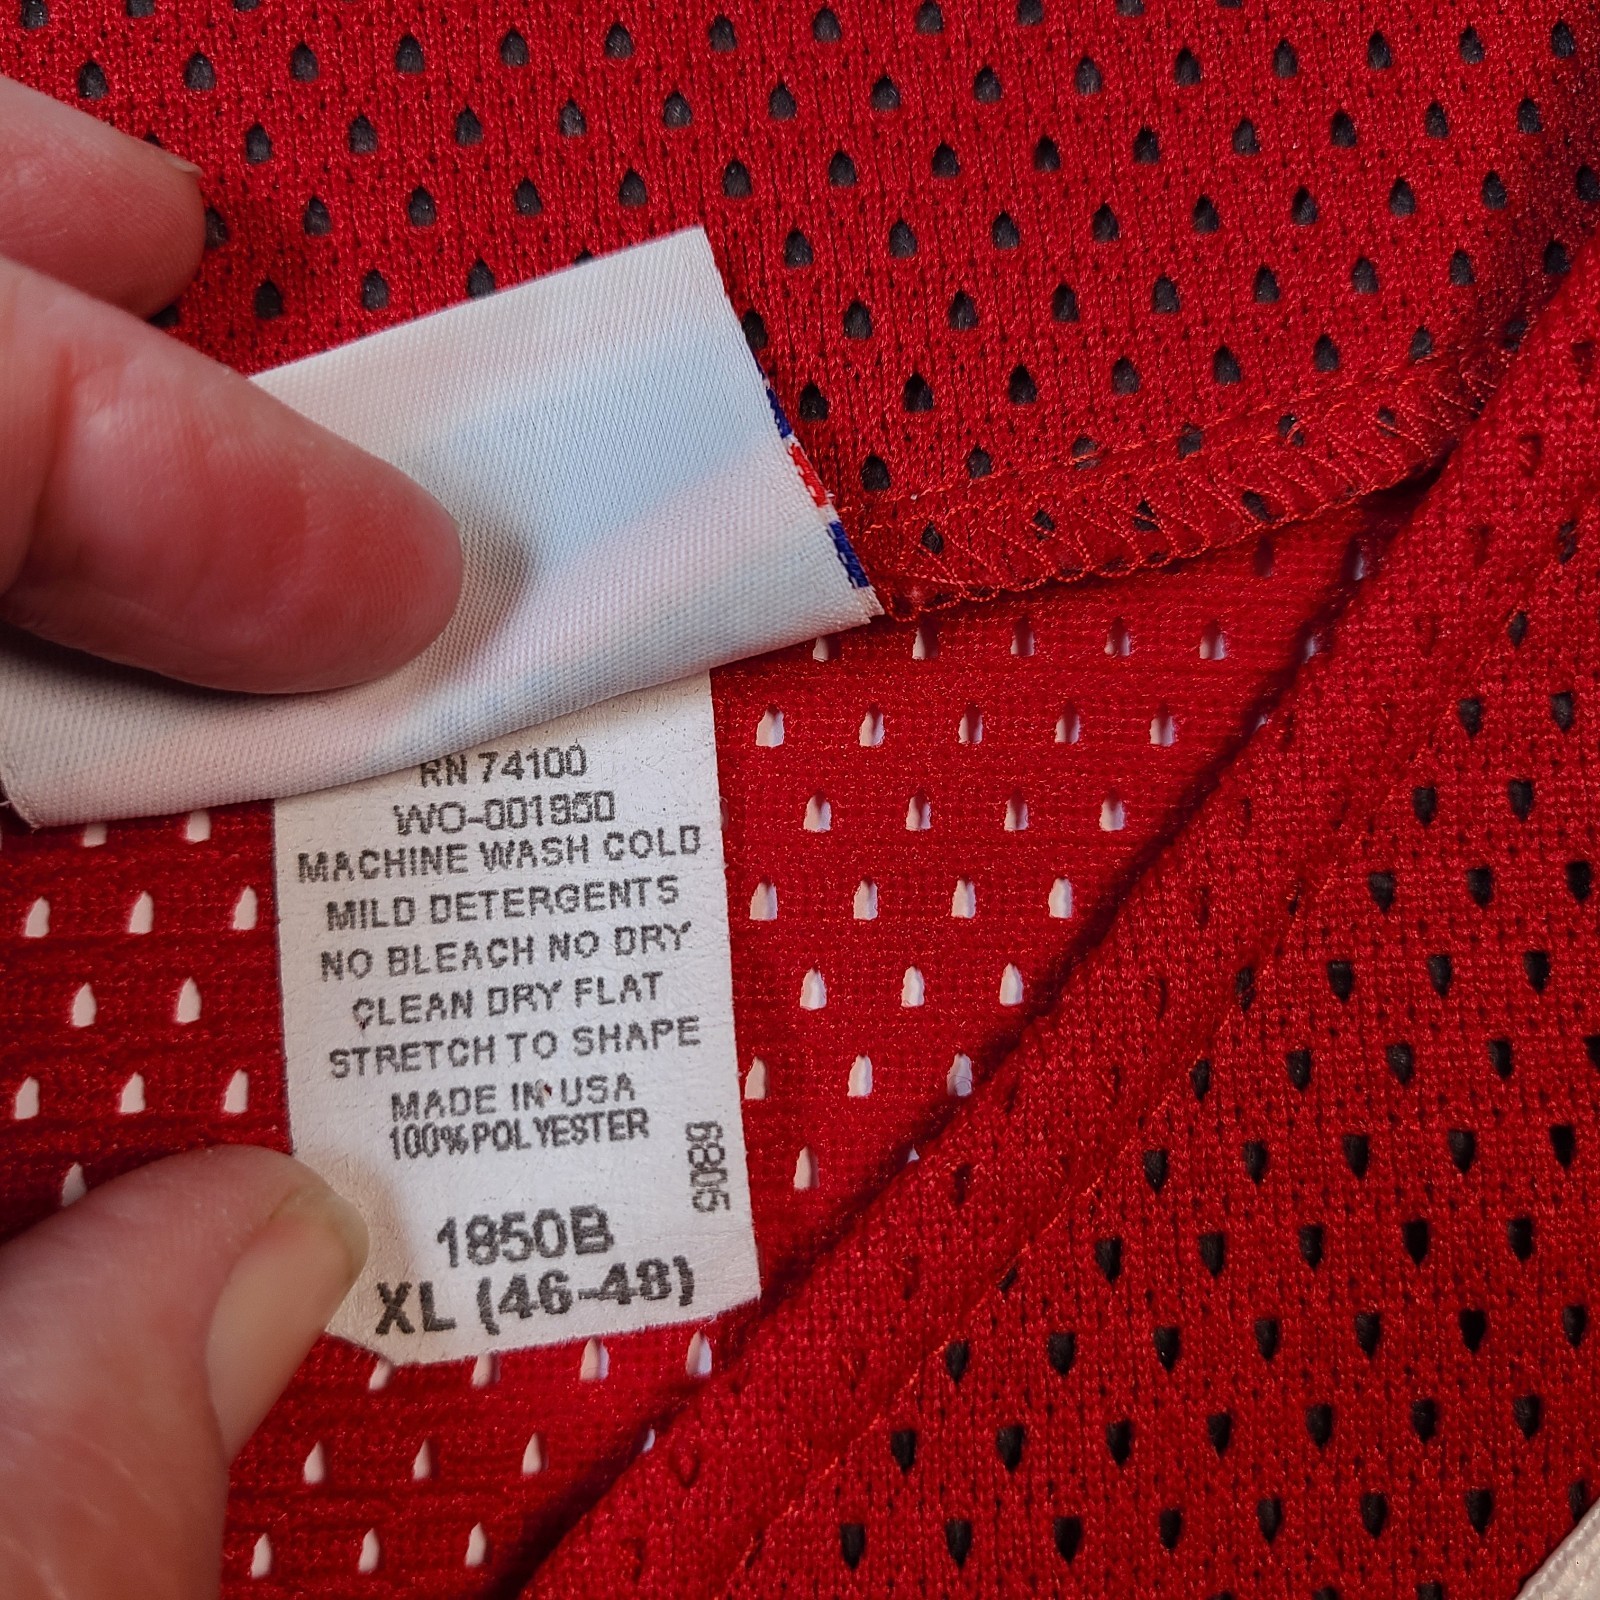 RN 74100
WO-001850
MACHINE WASH COLD
MILD DETERGENTS
NO BLEACH NO DRY
CLEAN DRY FLAT
STRETCH TO SHAPE
MADE IN USA
100% POLYESTER
6805
1850B
XL (46-48)